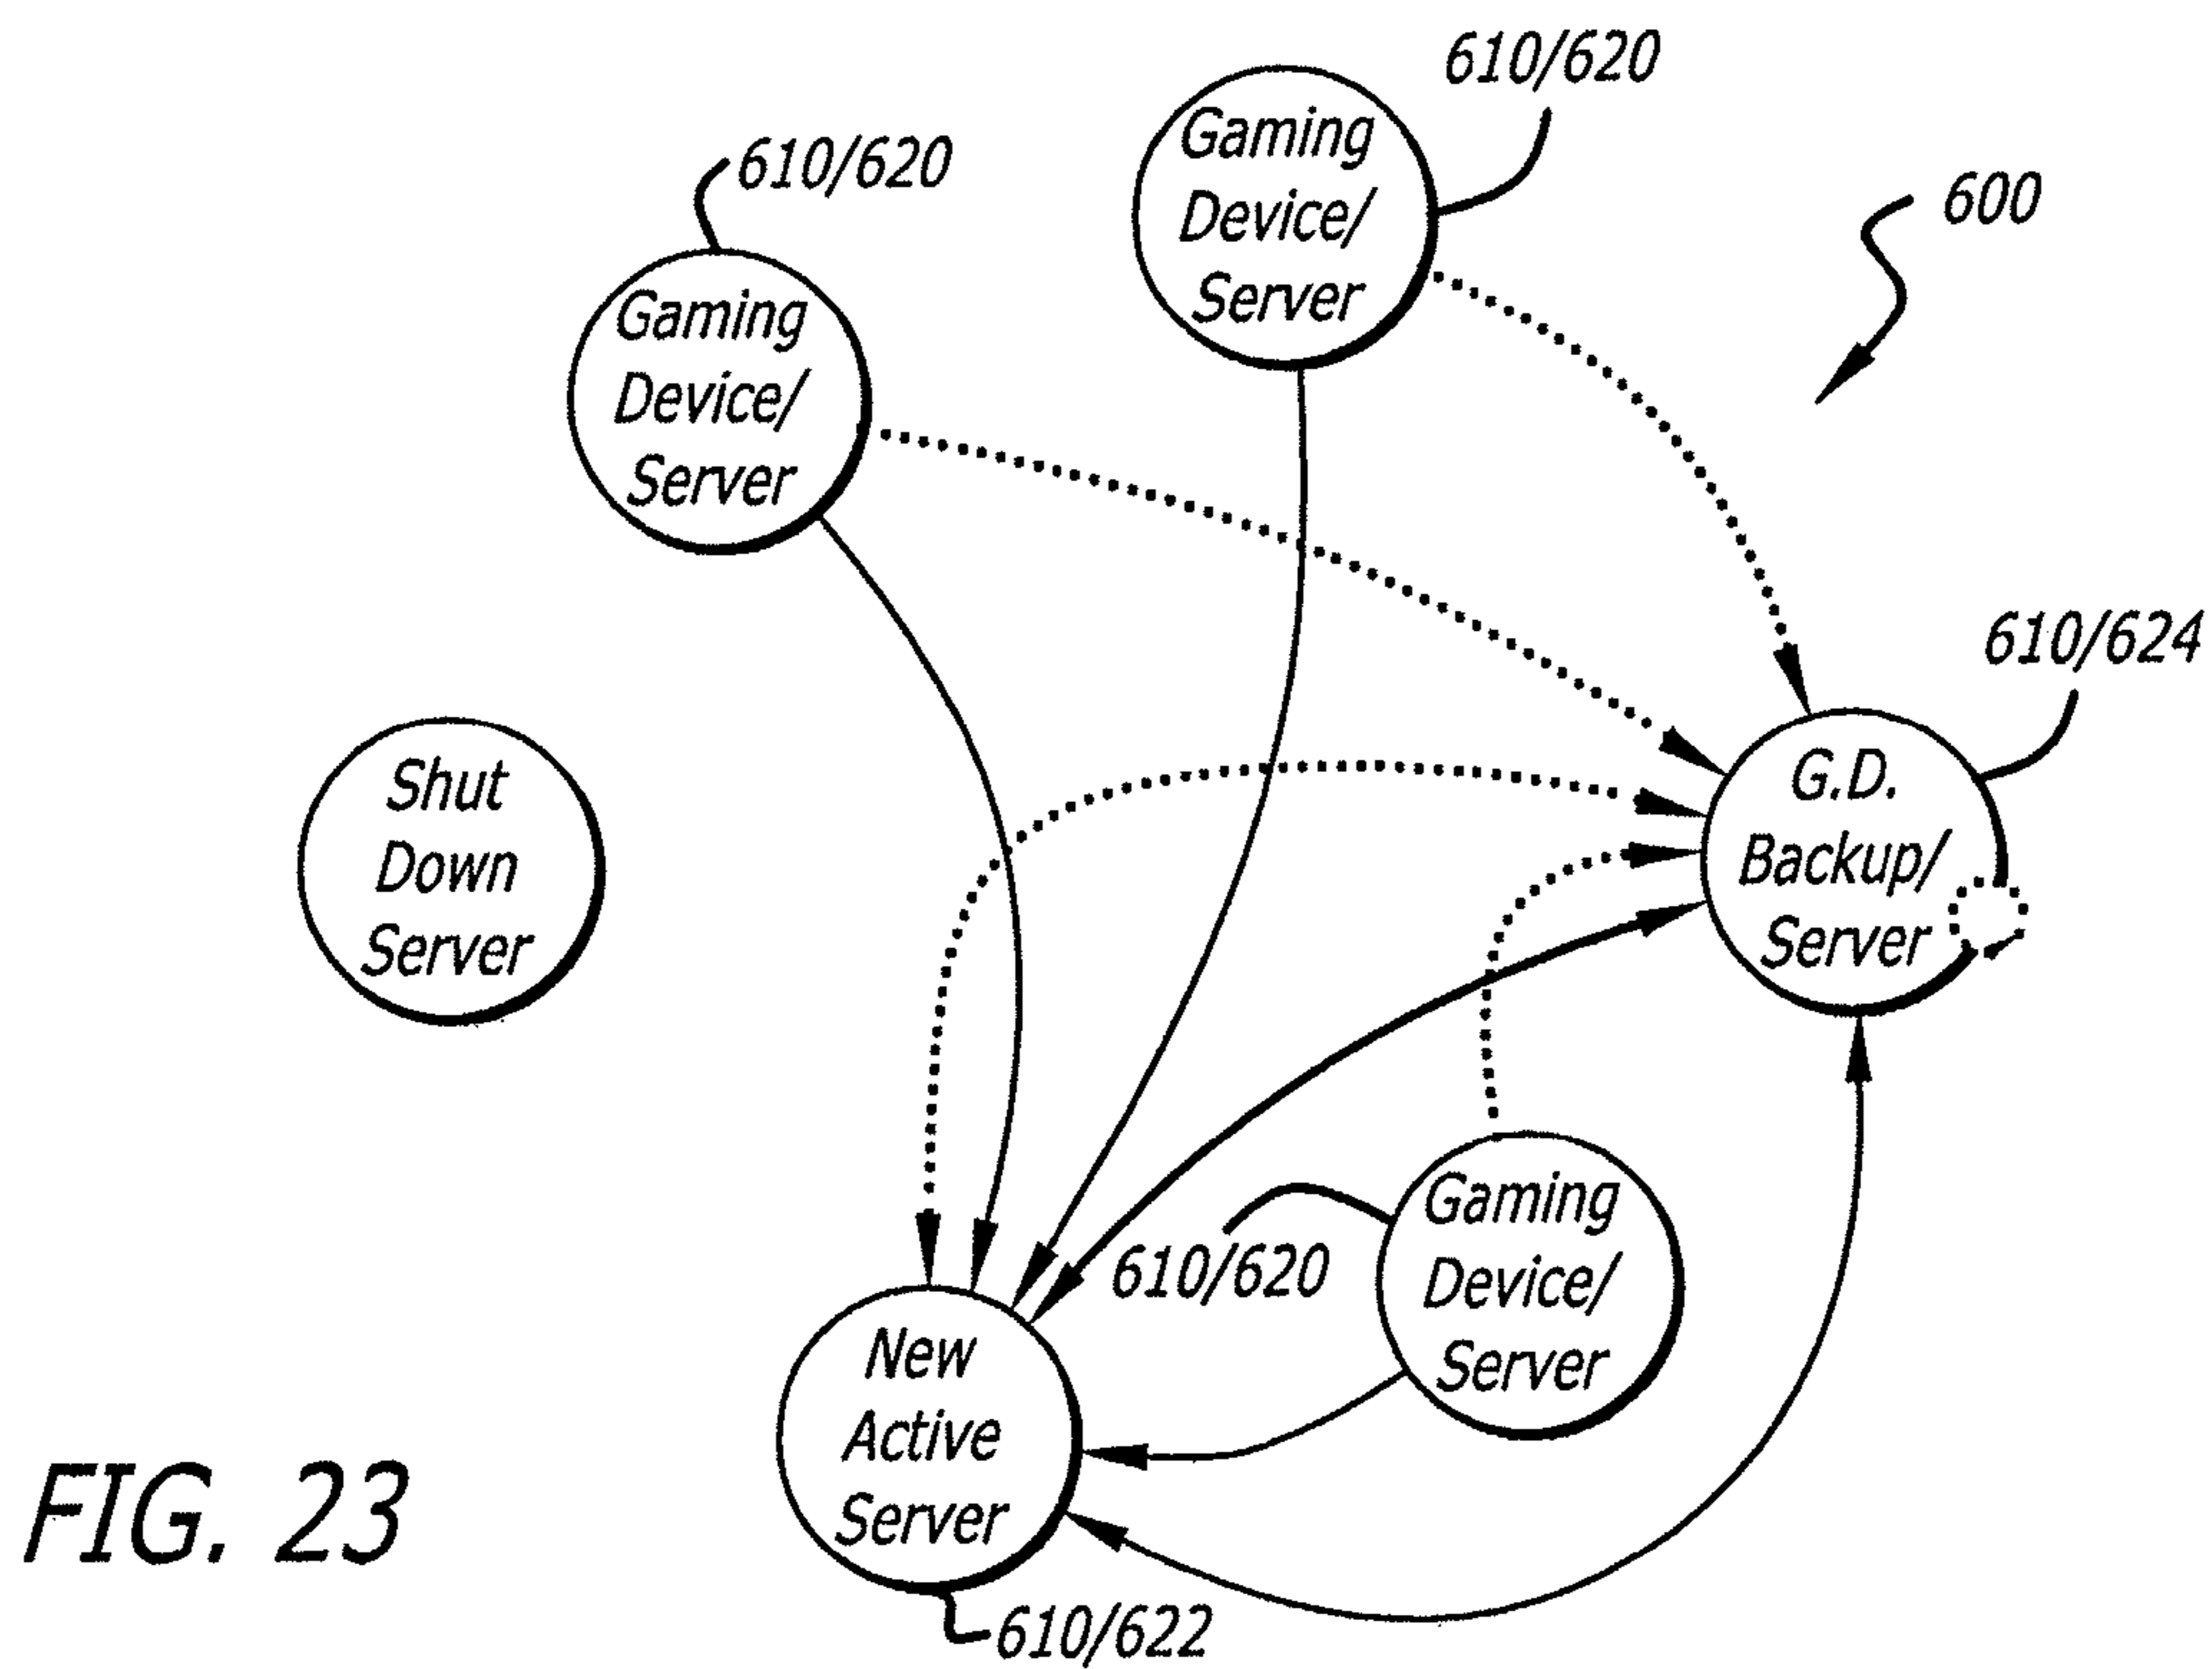 610/620
Gaming
Device/
Server
610/620
Gaming
Device/
Server
600
610/624
Shut
Down
Server
G.D.
Backup/
Server
610/620
Gaming
Device/
Server
New
Active
Server
610/622
FIG. 23